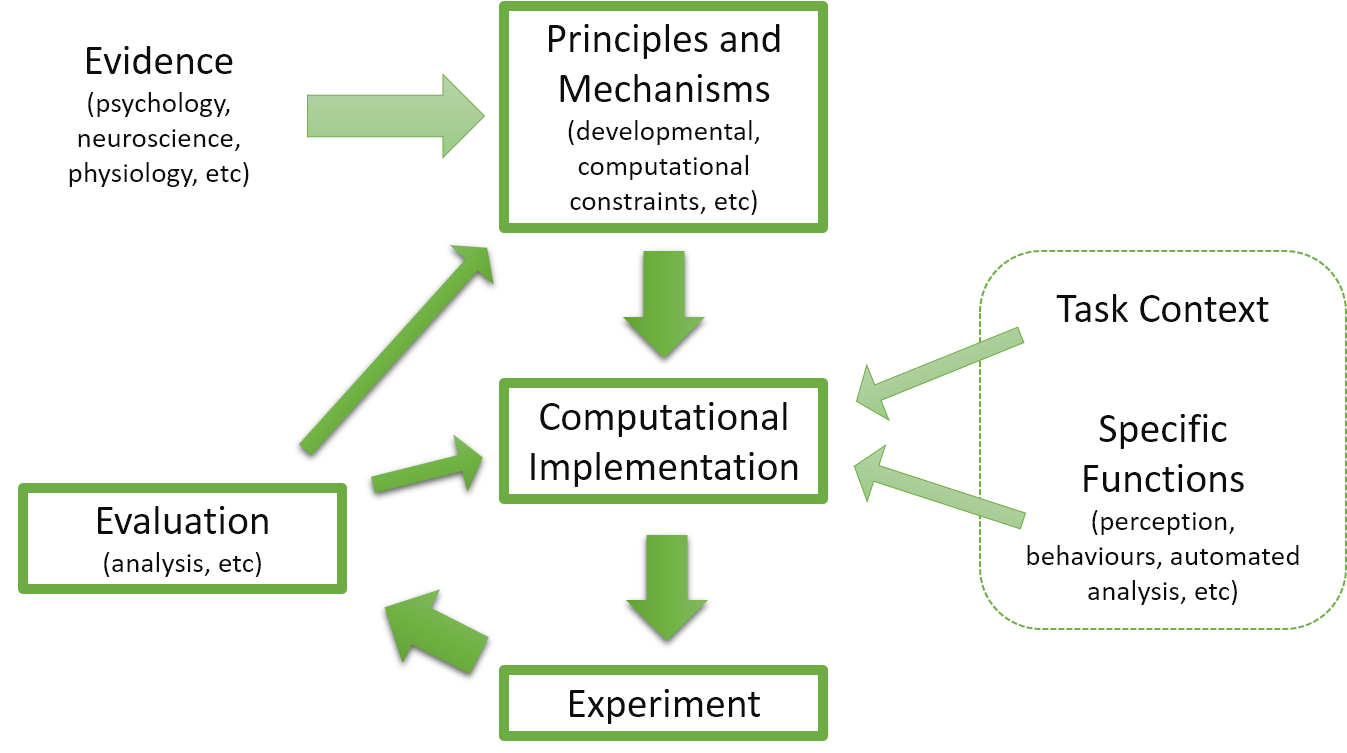 Evidence
(psychology,
neuroscience,
physiology, etc)
Principles and
Mechanisms
(developmental,
computational
constraints, etc)
Task Context
Specific
Functions
(perception,
behaviours, automated
analysis, etc)
Computational
Implementation
Evaluation
(analysis, etc)
Experiment